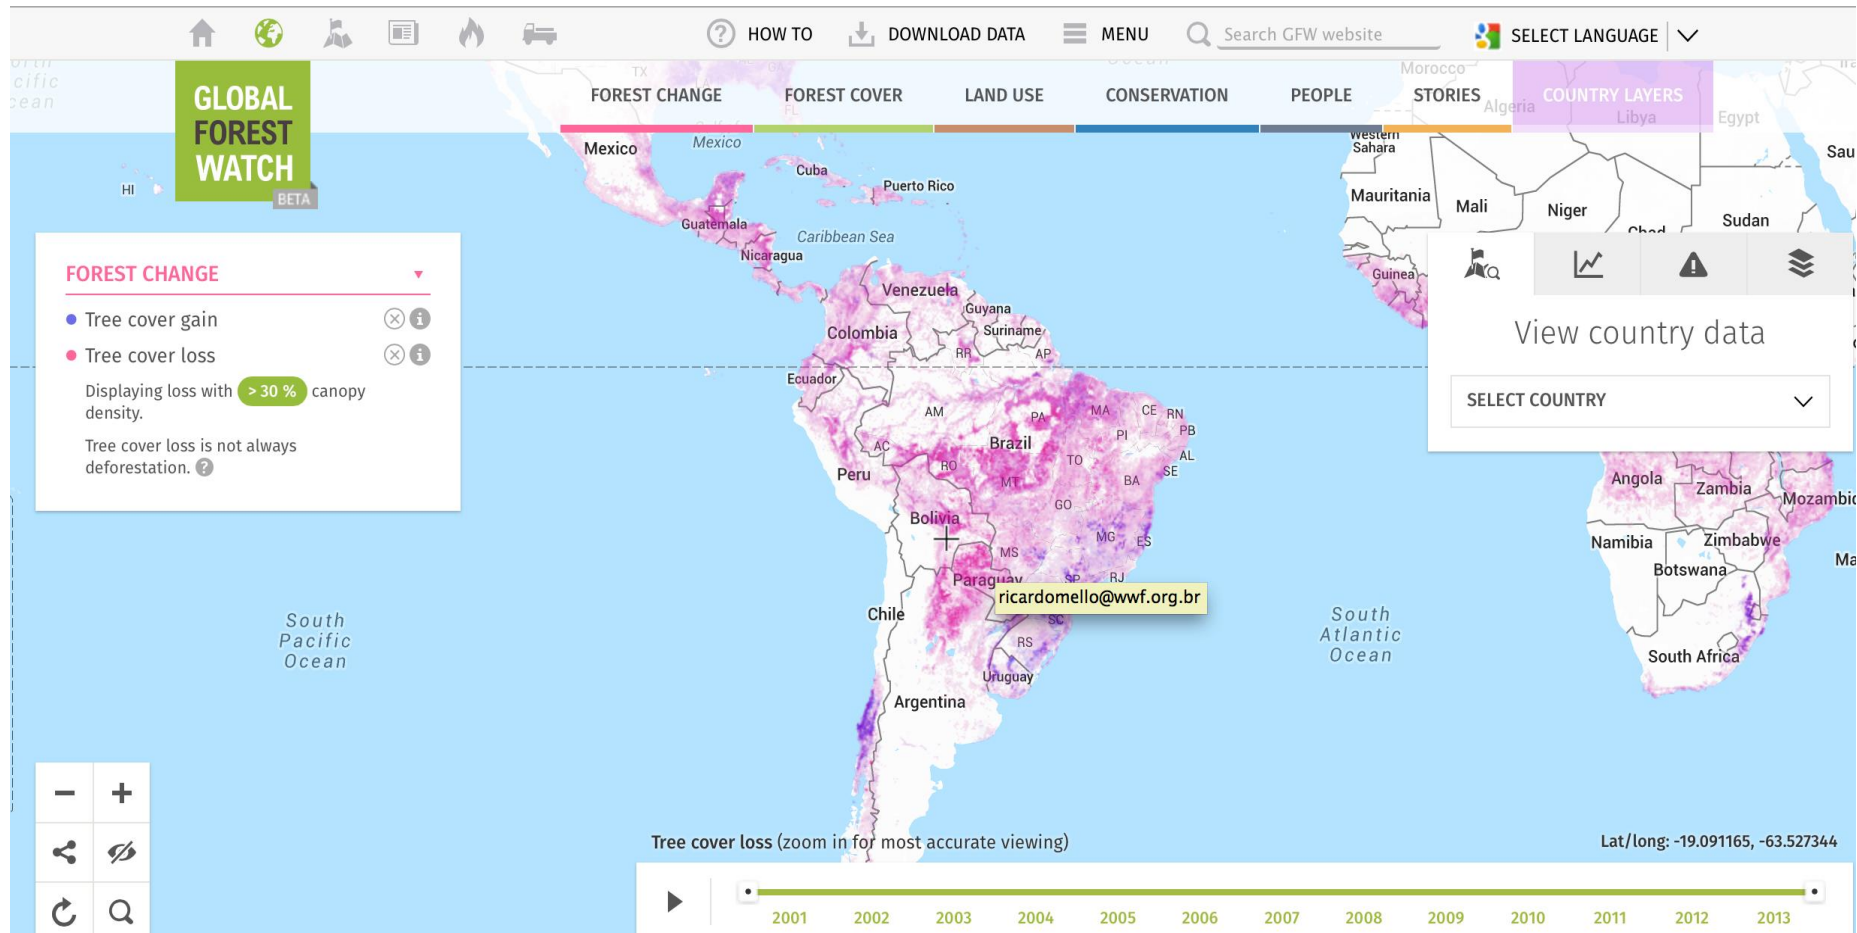 HOW TO
DOWNLOAD DATA
MENU
Search GFW website
SELECT LANGUAGE
GLOBAL
FOREST
WATCH
BETA
FOREST CHANGE
FOREST COVER
LAND USE
CONSERVATION
PEOPLE
STORIES
COUNTRY LAYERS
TX
FL
Morocco
Algeria
Libya
Egypt
Western
Sahara
Mexico
Mexico
Cuba
Puerto Rico
HI
Guatemala
Nicaragua
Caribbean Sea
Mauritania
Mali
Niger
Chad
Sudan
Sau
Guinea
FOREST CHANGE
Tree cover gain
Tree cover loss
Displaying loss with > 30 % canopy
density.
Tree cover loss is not always
deforestation. ?
View country data
SELECT COUNTRY
Venezuela
Guyana
Suriname
Colombia
RR
AP
Ecuador
AM
PA
MA
CE
RN
PB
PI
AL
SE
Brazil
AC
RO
TO
BA
MT
Peru
GO
Bolivia
MG
ES
MS
Paraguay
SP
RJ
ricardomello@wwf.org.br
SC
RS
Chile
Uruguay
Argentina
South
Pacific
Ocean
South
Atlantic
Ocean
Angola
Zambia
Mozambic
Namibia
Zimbabwe
Botswana
Ma
South Africa
Tree cover loss (zoom in for most accurate viewing)
Lat/long: -19.091165, -63.527344
2001 2002 2003 2004 2005 2006 2007 2008 2009 2010 2011 2012 2013